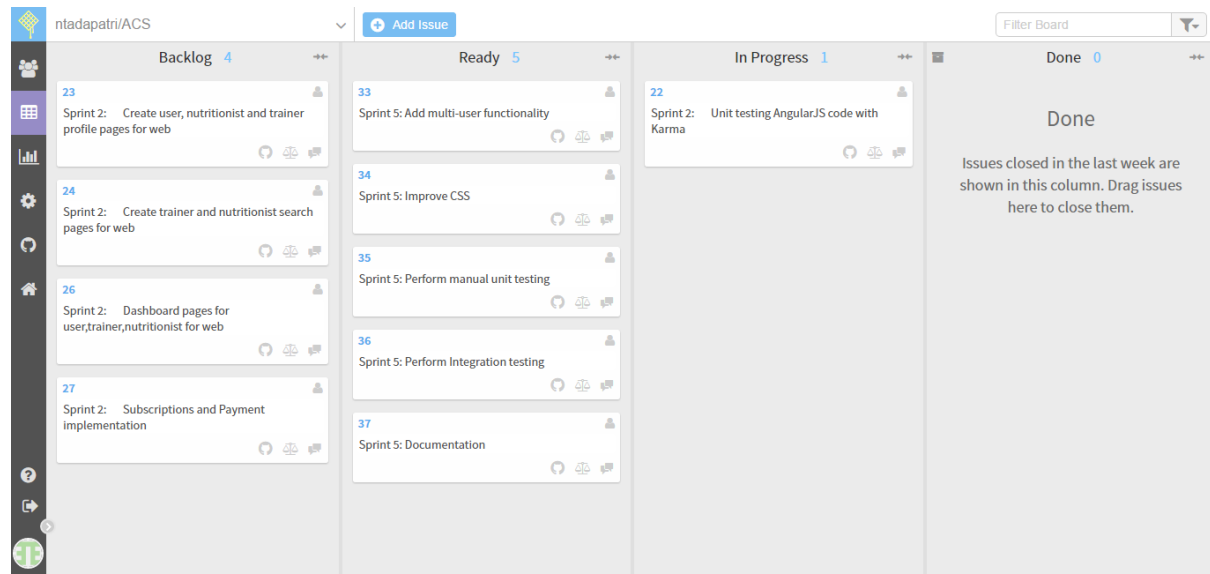 ntadapatri/ACS
Add Issue
Filter Board
Backlog 4
23
Sprint 2: Create user, nutritionist and trainer
profile pages for web
24
Sprint 2: Create trainer and nutritionist search
pages for web
26
Sprint 2: Dashboard pages for
user,trainer,nutritionist for web
27
Sprint 2: Subscriptions and Payment
implementation
Ready 5
33
Sprint 5: Add multi-user functionality
34
Sprint 5: Improve CSS
35
Sprint 5: Perform manual unit testing
36
Sprint 5: Perform Integration testing
37
Sprint 5: Documentation
In Progress 1
22
Sprint 2: Unit testing AngularJS code with
Karma
Done 0
Done
Issues closed in the last week are
shown in this column. Drag issues
here to close them.